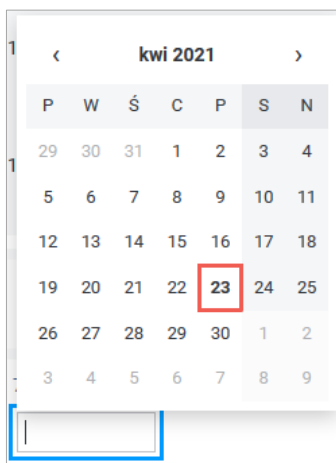 ‹ kwi 2021 ›
P W Ś C P S N
29 30 31 1 2 3 4
5 6 7 8 9 10 11
12 13 14 15 16 17 18
19 20 21 22 23 24 25
26 27 28 29 30 1 2
3 4 5 6 7 8 9